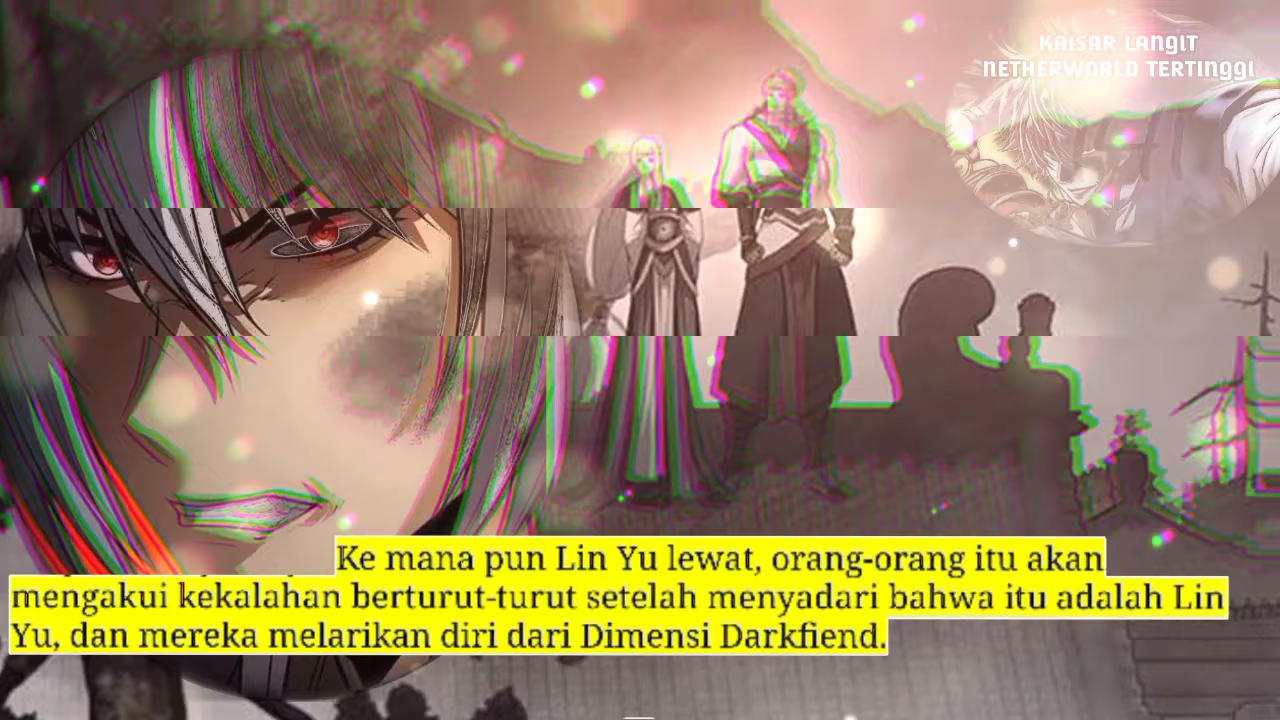 KAISAR LANGIT
NETHERWORLD TERTINGGI
Ke mana pun Lin Yu lewat, orang-orang itu akan
mengakui kekalahan berturut-turut setelah menyadari bahwa itu adalah Lin
Yu, dan mereka melarikan diri dari Dimensi Darkfiend.